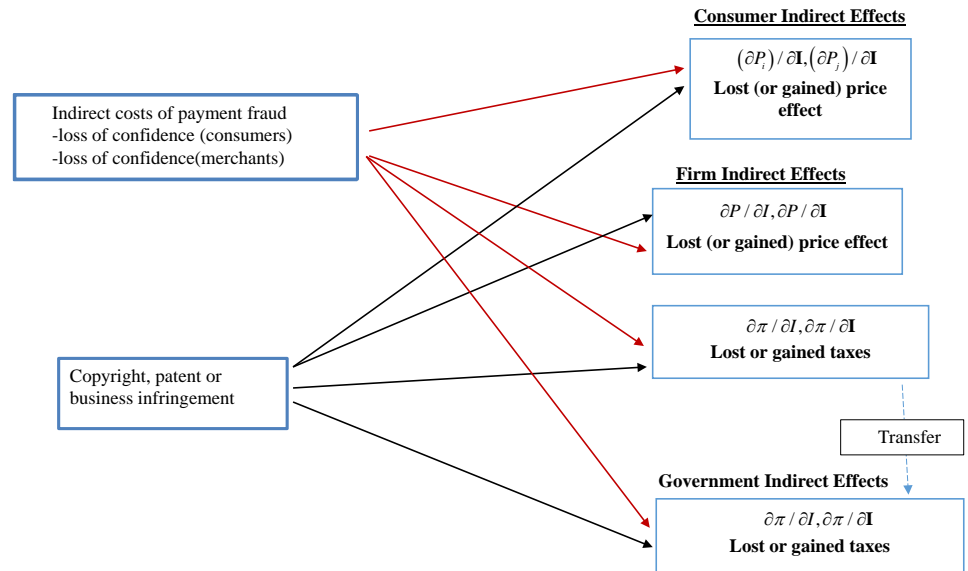 Consumer Indirect Effects
(∂P_i) / ∂𝐈, (∂P_j) / ∂𝐈
Lost (or gained) price
effect
Indirect costs of payment fraud
-loss of confidence (consumers)
-loss of confidence(merchants)
Firm Indirect Effects
∂P / ∂I, ∂P / ∂𝐈
Lost (or gained) price effect
∂π / ∂I, ∂π / ∂𝐈
Lost or gained taxes
Copyright, patent or
business infringement
Transfer
Government Indirect Effects
∂π / ∂I, ∂π / ∂𝐈
Lost or gained taxes